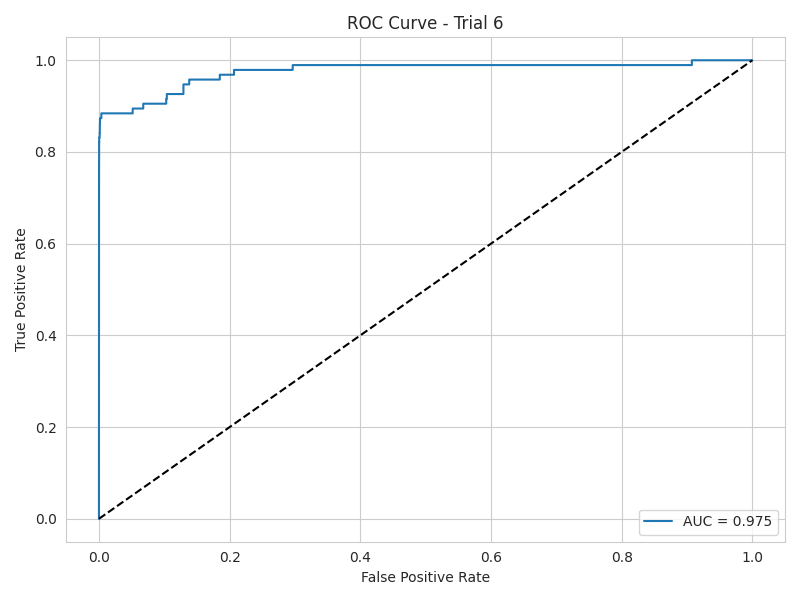 ROC Curve - Trial 6
True Positive Rate
1.0
0.8
0.6
0.4
0.2
0.0
0.0 0.2 0.4 0.6 0.8 1.0
False Positive Rate
AUC = 0.975